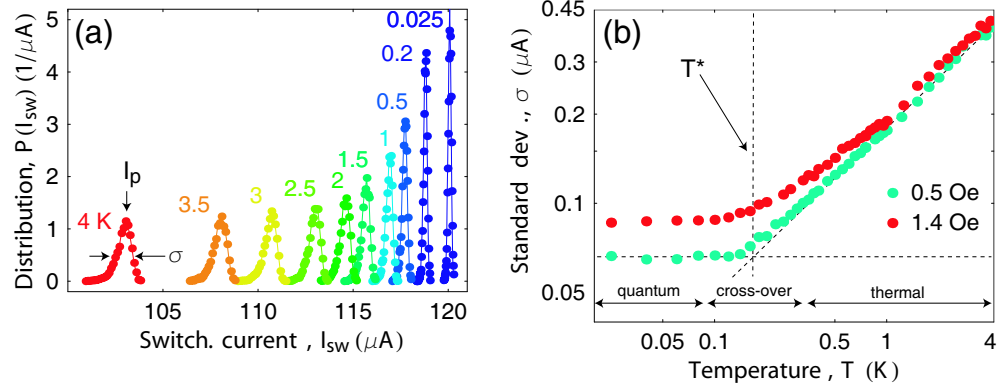 (a)
Distribution, P(Isw) (1/μA)
5
4
3
2
1
0
0.025
0.2
0.5
1
1.5
2
2.5
3
3.5
4 K
Ip
σ
105
110
115
120
Switch. current , Isw (μA)
(b)
Standard dev ., σ (μA)
0.45
0.3
0.2
0.1
0.05
T*
0.5 Oe
1.4 Oe
quantum
cross-over
thermal
0.05
0.1
0.5
1
4
Temperature , T (K)